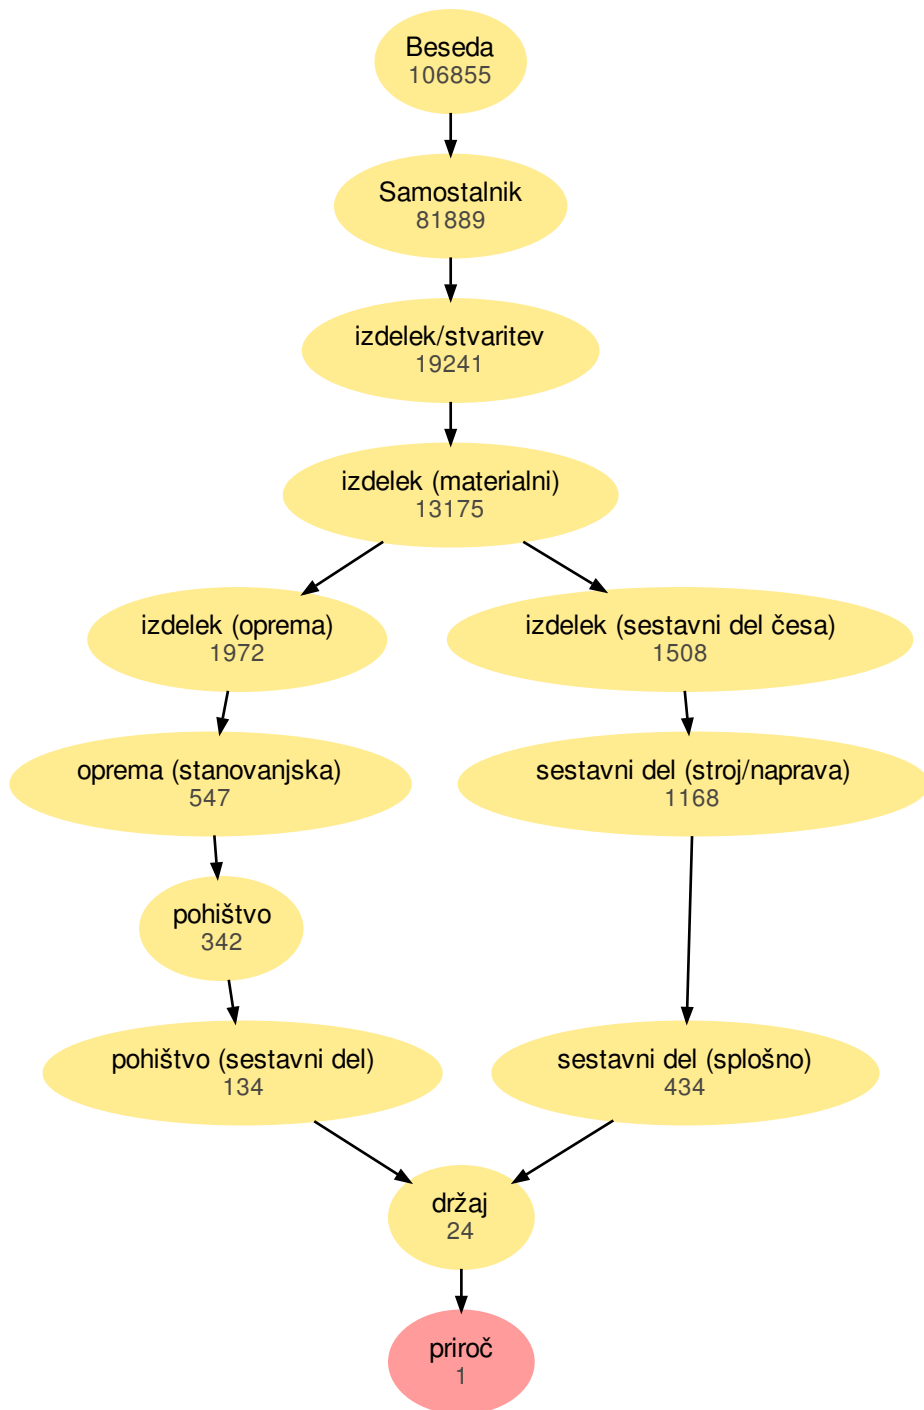 Beseda
106855
Samostalnik
81889
izdelek/stvaritev
19241
izdelek (materialni)
13175
izdelek (oprema)
1972
izdelek (sestavni del česa)
1508
oprema (stanovanjska)
547
sestavni del (stroj/naprava)
1168
pohištvo
342
pohištvo (sestavni del)
134
sestavni del (splošno)
434
držaj
24
priroč
1